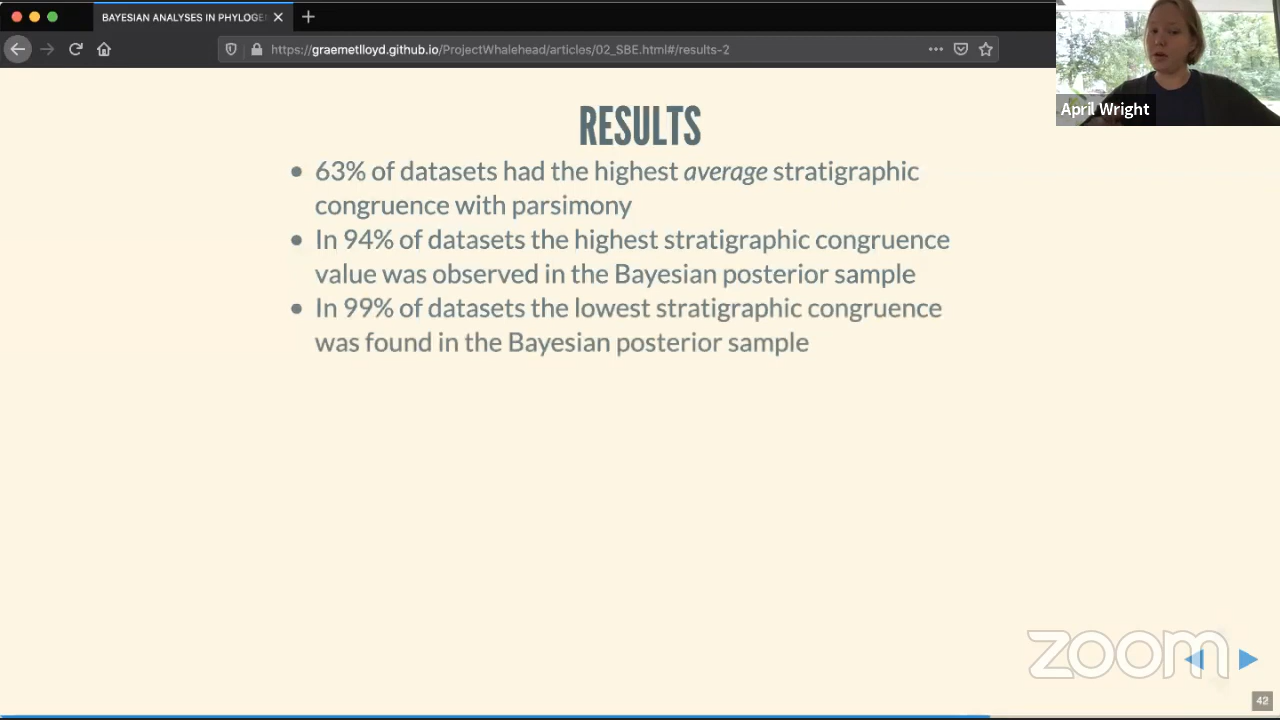 BAYESIAN ANALYSES IN PHYLOGE
https://graemetlloyd.github.io/ProjectWhalehead/articles/02_SBE.html#/results-2
April Wright
RESULTS
63% of datasets had the highest average stratigraphic
congruence with parsimony
In 94% of datasets the highest stratigraphic congruence
value was observed in the Bayesian posterior sample
In 99% of datasets the lowest stratigraphic congruence
was found in the Bayesian posterior sample
zoom
42